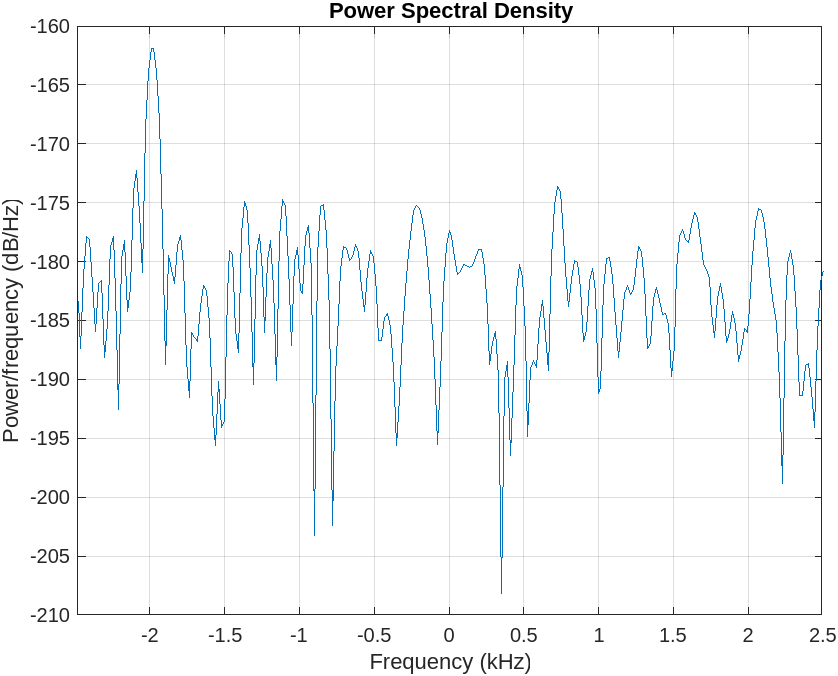 Power Spectral Density
-160
-165
-170
-175
-180
-185
-190
-195
-200
-205
-210
Power/frequency (dB/Hz)
-2 -1.5 -1 -0.5 0 0.5 1 1.5 2 2.5
Frequency (kHz)